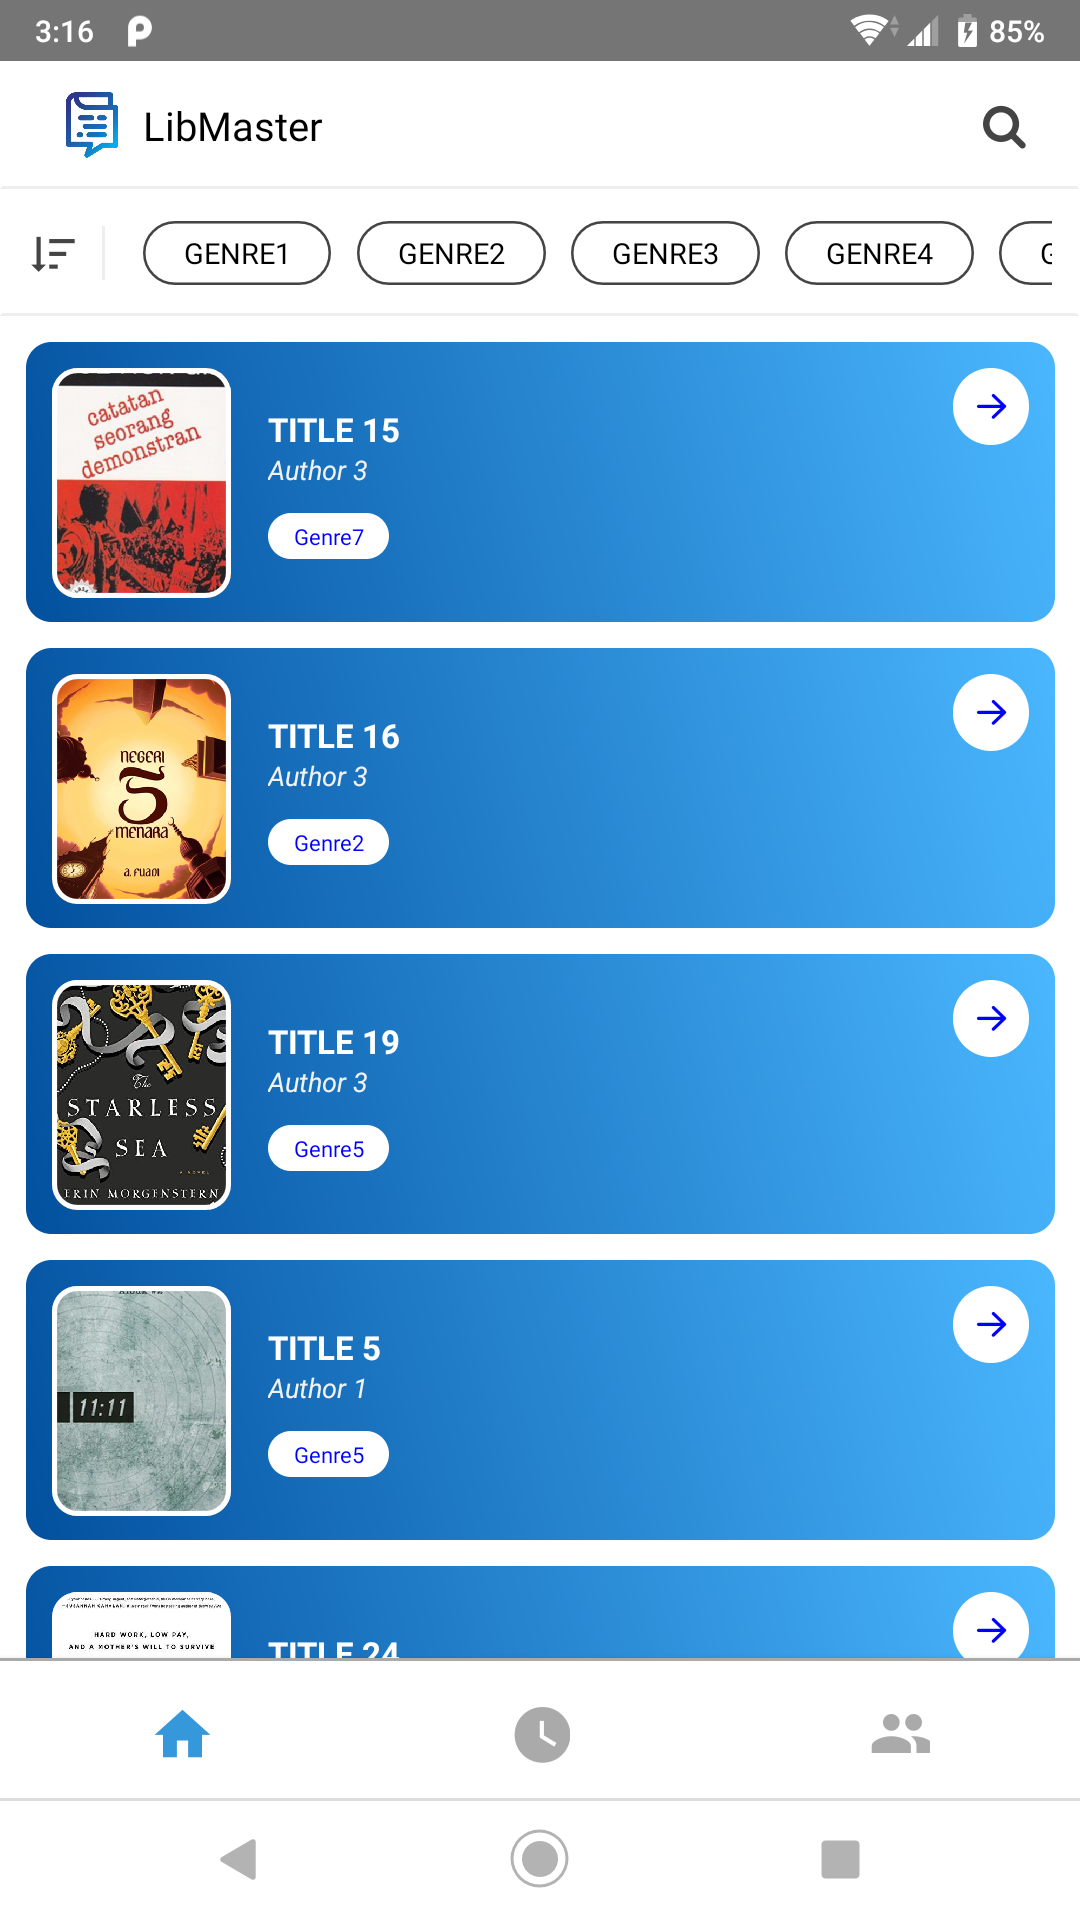 3:16
85%
LibMaster
GENRE1 GENRE2 GENRE3 GENRE4 G
catatan
seorang
demonstran
TITLE 15
Author 3
Genre7
NEGERI
5
MENARA
A. FUADI
TITLE 16
Author 3
Genre2
The
STARLESS
SEA
A NOVEL
ERIN MORGENSTERN
TITLE 19
Author 3
Genre5
11:11
TITLE 5
Author 1
Genre5
HARD WORK, LOW PAY,
AND A MOTHER'S WILL TO SURVIVE
TITLE 24